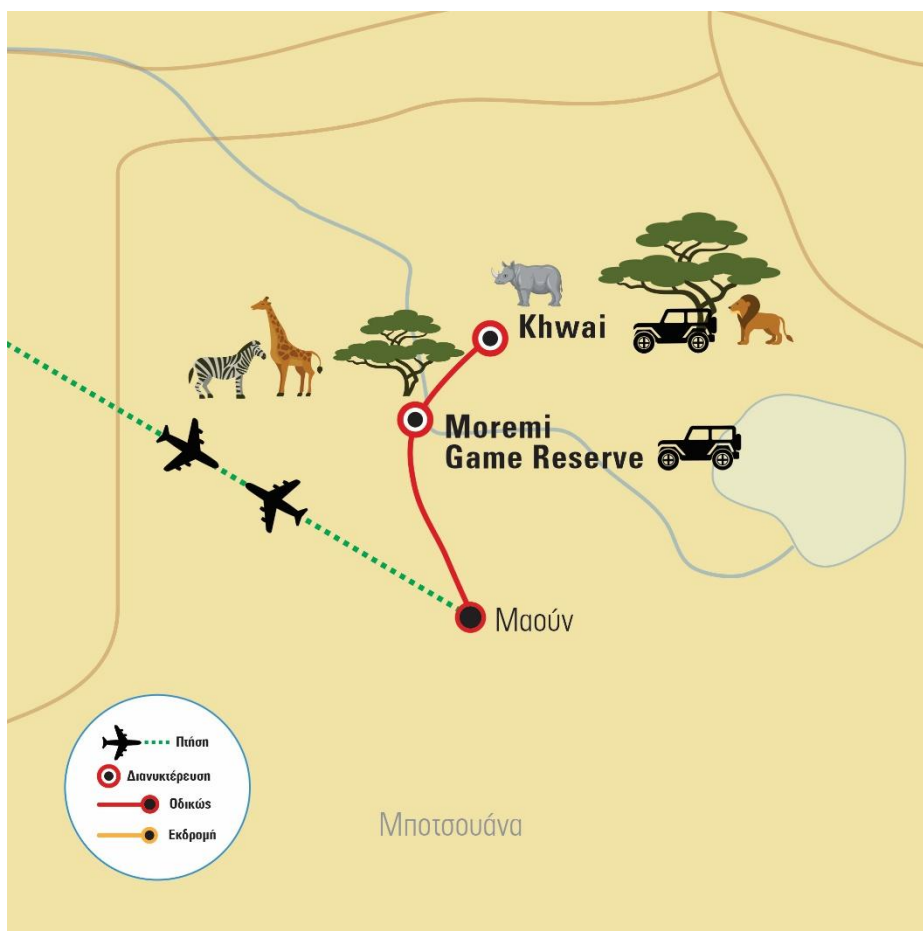 Khwai
Moremi
Game Reserve
Μαούν
Πτήση
Διανυκτέρευση
Οδικώς
Εκδρομή
Μποτσουάνα